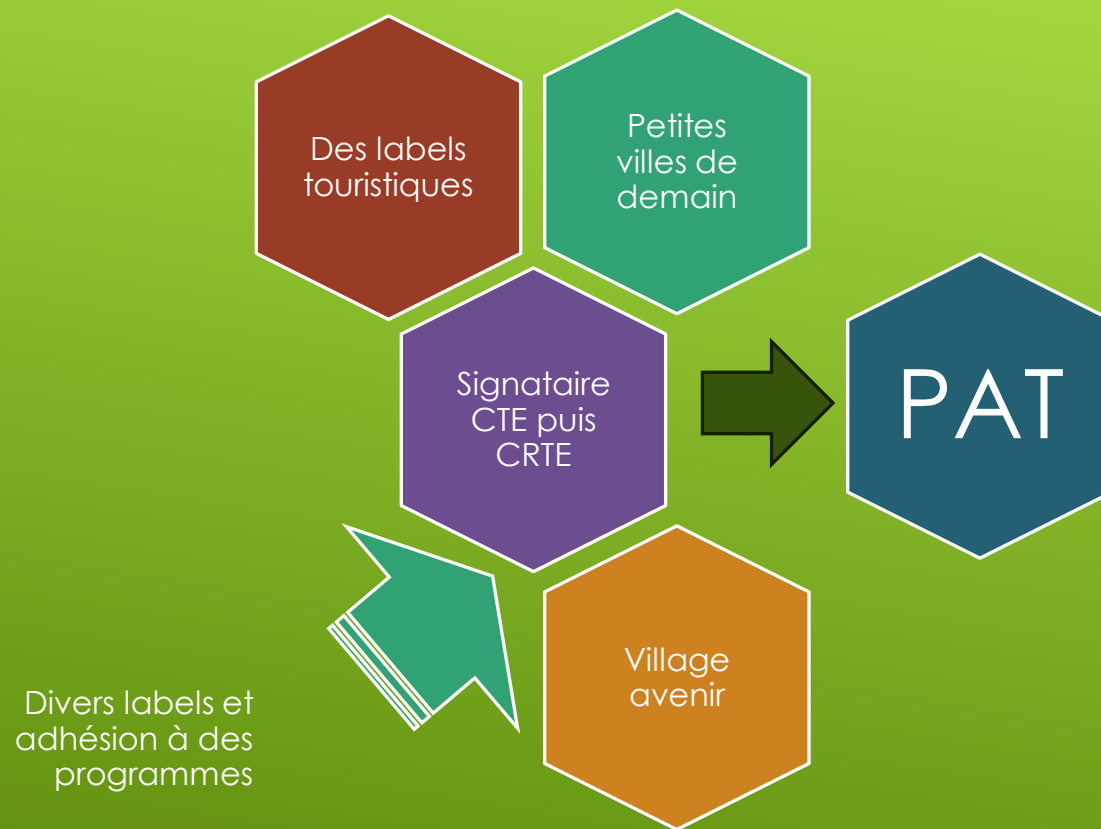 Des labels
touristiques
Petites
villes de
demain
Signataire
CTE puis
CRTE
PAT
Village
avenir
Divers labels et
adhésion à des
programmes